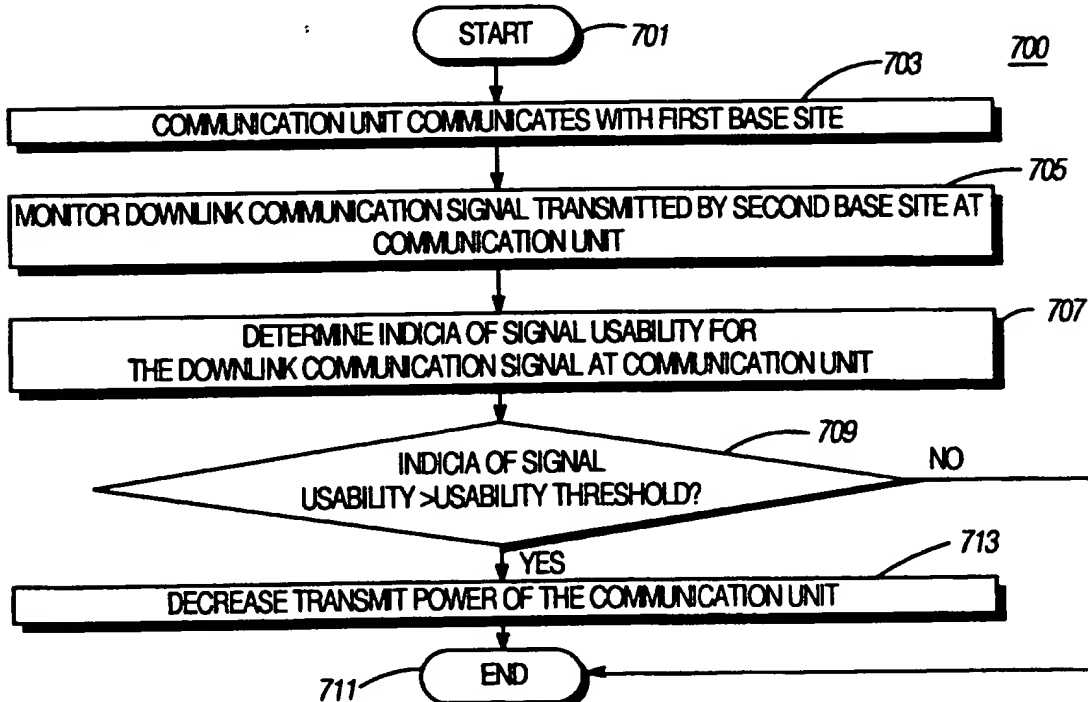 START
701
700
703
COMMUNICATION UNIT COMMUNICATES WITH FIRST BASE SITE
705
MONITOR DOWNLINK COMMUNICATION SIGNAL TRANSMITTED BY SECOND BASE SITE AT
COMMUNICATION UNIT
707
DETERMINE INDICIA OF SIGNAL USABILITY FOR
THE DOWNLINK COMMUNICATION SIGNAL AT COMMUNICATION UNIT
709
INDICIA OF SIGNAL
USABILITY >USABILITY THRESHOLD?
NO
YES
713
DECREASE TRANSMIT POWER OF THE COMMUNICATION UNIT
END
711